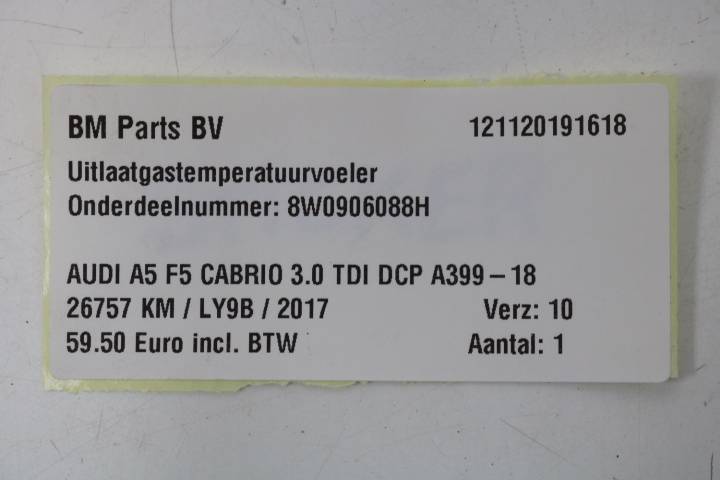 BM Parts BV 121120191618
Uitlaatgastemperatuurvoeler
Onderdeelnummer: 8W0906088H
AUDI A5 F5 CABRIO 3.0 TDI DCP A399-18
26757 KM / LY9B / 2017 Verz: 10
59.50 Euro incl. BTW Aantal: 1